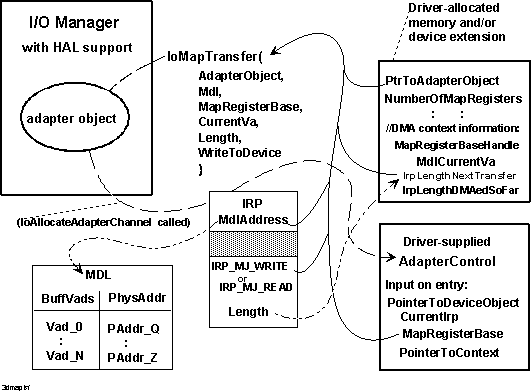 I/O Manager
with HAL support
adapter object
(IoAllocateAdapterChannel called)
IoMapTransfer(
AdapterObject,
Mdl,
MapRegisterBase,
CurrentVa,
Length,
WriteToDevice
)
Driver-allocated
memory and/or
device extension
PtrToAdapterObject
NumberOfMapRegisters
: :
//DMA context information:
MapRegisterBaseHandle
MdlCurrentVa
IrpLengthNextTransfer
IrpLengthDMAedSoFar
IRP
MdlAddress
IRP_MJ_WRITE
or
IRP_MJ_READ
Length
MDL
BuffVads PhysAddr
Vad_0 PAddr_Q
: :
Vad_N PAddr_Z
Driver-supplied
AdapterControl
Input on entry:
PointerToDeviceObject
CurrentIrp
MapRegisterBase
PointerToContext